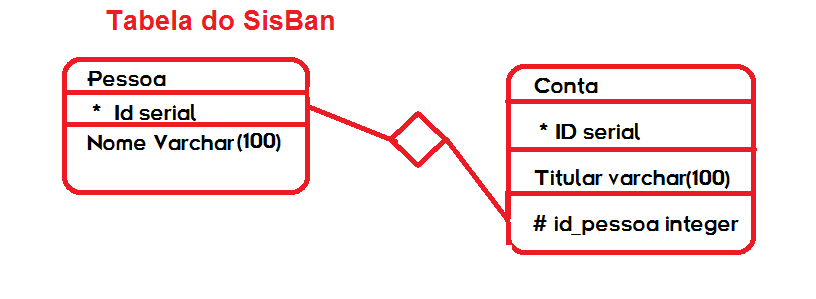 Tabela do SisBan
Pessoa
* Id serial
Nome Varchar(100)
Conta
* ID serial
Titular varchar(100)
# id_pessoa integer